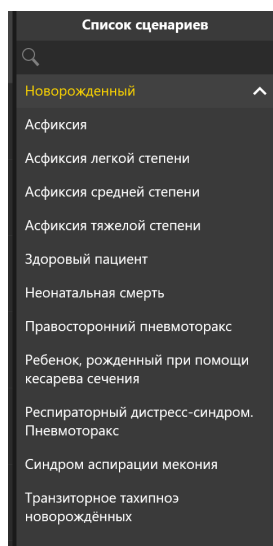 Список сценариев
Новорожденный
Асфиксия
Асфиксия легкой степени
Асфиксия средней степени
Асфиксия тяжелой степени
Здоровый пациент
Неонатальная смерть
Правосторонний пневмоторакс
Ребенок, рожденный при помощи
кесарева сечения
Респираторный дистресс-синдром.
Пневмоторакс
Синдром аспирации мекония
Транзиторное тахипноэ
новорождённых